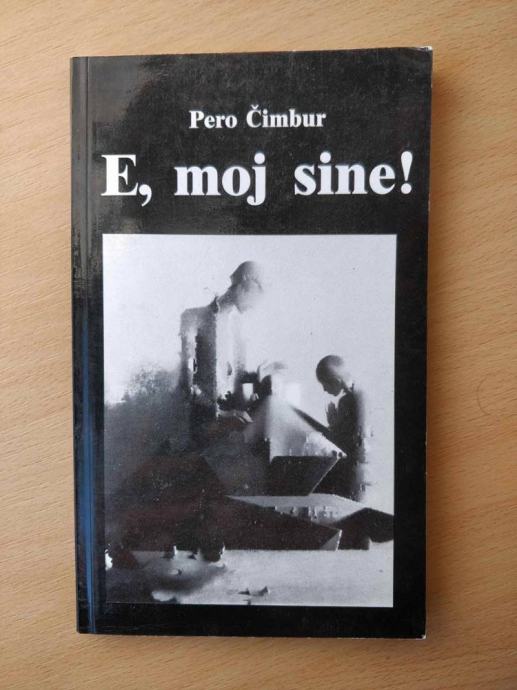 Pero Čimbur
E, moj sine!